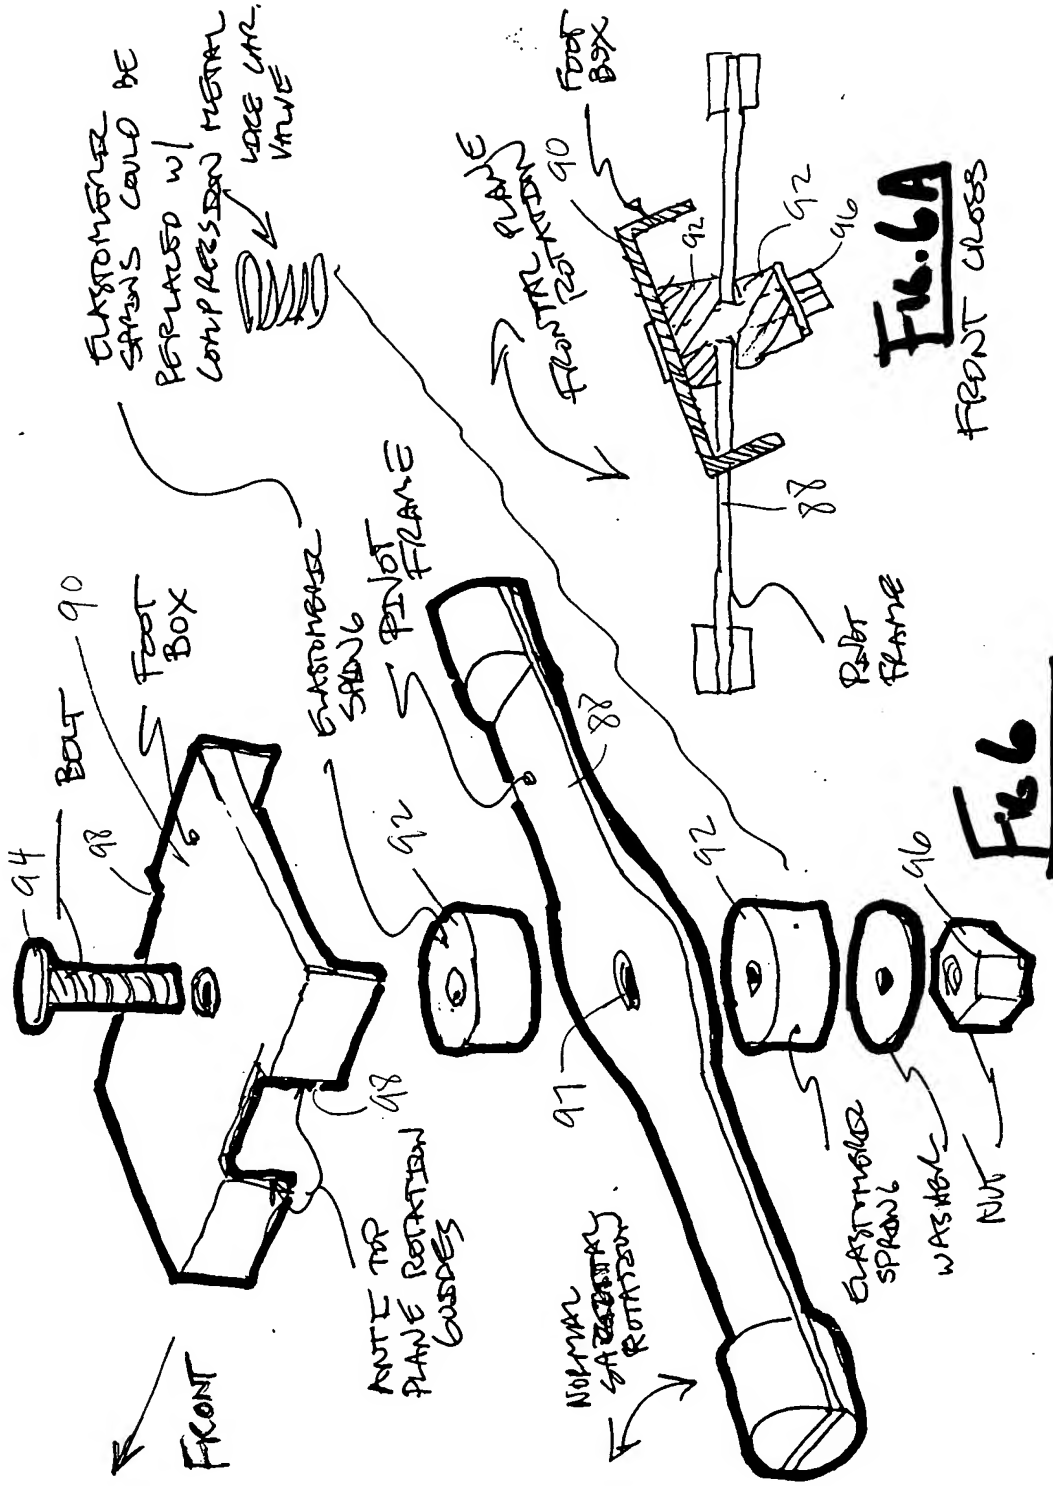 94
BOLT
98
FOOT
BOX
90
ELASTOMERIC
SPRING COULD BE
REPLACED W/
COMPRESSION METAL
LIKE CAR
VALVE
FRONT
98
ANTI TOP
PLANE ROTATION
GUIDES
92
ELASTOMERIC
SPRING
PIVOT
FRAME
97
88
NORMAL
SAGITTAL
ROTATION
92
ELASTOMERIC
SPRING
WASHER
96
NUT
FIG 6
FRONTAL PLANE
FRONT ROTATION
90
FOOT
BOX
92
92
96
88
PIVOT
FRAME
FIG. 6A
FRONT CROSS